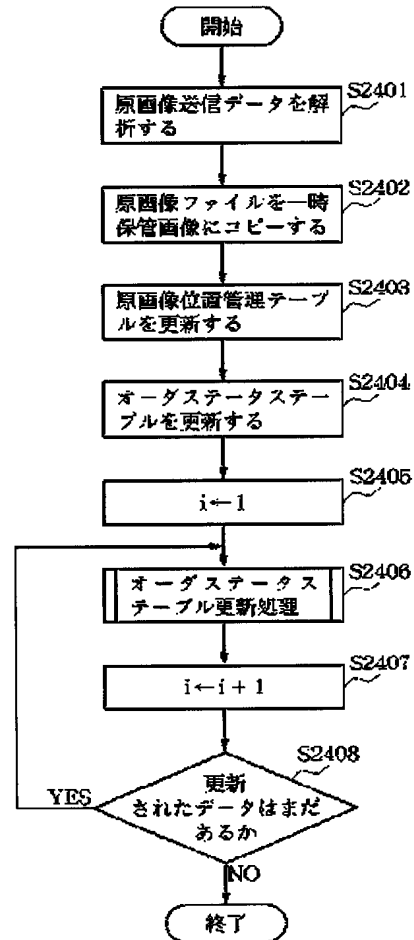 開始
S2401
原画像送信データを解
析する
S2402
原画像ファイルを一時
保管画像にコピーする
S2403
原画像位置管理テーブ
ルを更新する
S2404
オーダステータステー
ブルを更新する
S2405
i←1
S2406
オーダステータス
テーブル更新処理
S2407
i←i+1
S2408
更新
されたデータはまだ
あるか
YES
NO
終了